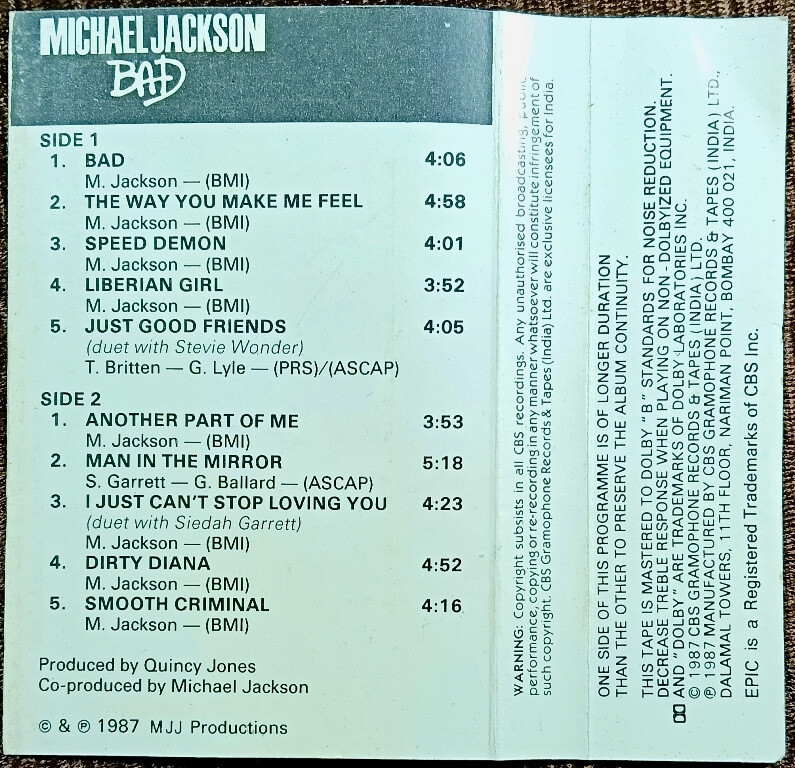 MICHAEL JACKSON
BAD
SIDE 1
1. BAD 4:06
M. Jackson — (BMI)
2. THE WAY YOU MAKE ME FEEL 4:58
M. Jackson — (BMI)
3. SPEED DEMON 4:01
M. Jackson — (BMI)
4. LIBERIAN GIRL 3:52
M. Jackson — (BMI)
5. JUST GOOD FRIENDS 4:05
(duet with Stevie Wonder)
T. Britten — G. Lyle — (PRS)/(ASCAP)
SIDE 2
1. ANOTHER PART OF ME 3:53
M. Jackson — (BMI)
2. MAN IN THE MIRROR 5:18
S. Garrett — G. Ballard — (ASCAP)
3. I JUST CAN'T STOP LOVING YOU 4:23
(duet with Siedah Garrett)
M. Jackson — (BMI)
4. DIRTY DIANA 4:52
M. Jackson — (BMI)
5. SMOOTH CRIMINAL 4:16
M. Jackson — (BMI)
Produced by Quincy Jones
Co-produced by Michael Jackson
© & ℗ 1987 MJJ Productions
WARNING: Copyright subsists in all CBS recordings. Any unauthorised broadcasting, public
performance, copying or re-recording in any manner whatsoever will constitute infringement of
such copyright. CBS Gramophone Records & Tapes (India) Ltd. are exclusive licensees for India.
ONE SIDE OF THIS PROGRAMME IS OF LONGER DURATION
THAN THE OTHER TO PRESERVE THE ALBUM CONTINUITY.
THIS TAPE IS MASTERED TO DOLBY "B" STANDARDS FOR NOISE REDUCTION.
DECREASE TREBLE RESPONSE WHEN PLAYING ON NON-DOLBYIZED EQUIPMENT.
AND "DOLBY" ARE TRADEMARKS OF DOLBY LABORATORIES INC.
© 1987 CBS GRAMOPHONE RECORDS & TAPES (INDIA) LTD.
℗ 1987 MANUFACTURED BY CBS GRAMOPHONE RECORDS & TAPES (INDIA) LTD.,
DALAMAL TOWERS, 11TH FLOOR, NARIMAN POINT, BOMBAY 400 021, INDIA.
EPIC is a Registered Trademarks of CBS Inc.